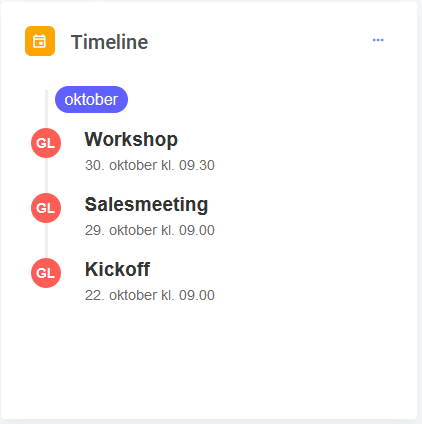 Timeline
oktober
GL
Workshop
30. oktober kl. 09.30
GL
Salesmeeting
29. oktober kl. 09.00
GL
Kickoff
22. oktober kl. 09.00